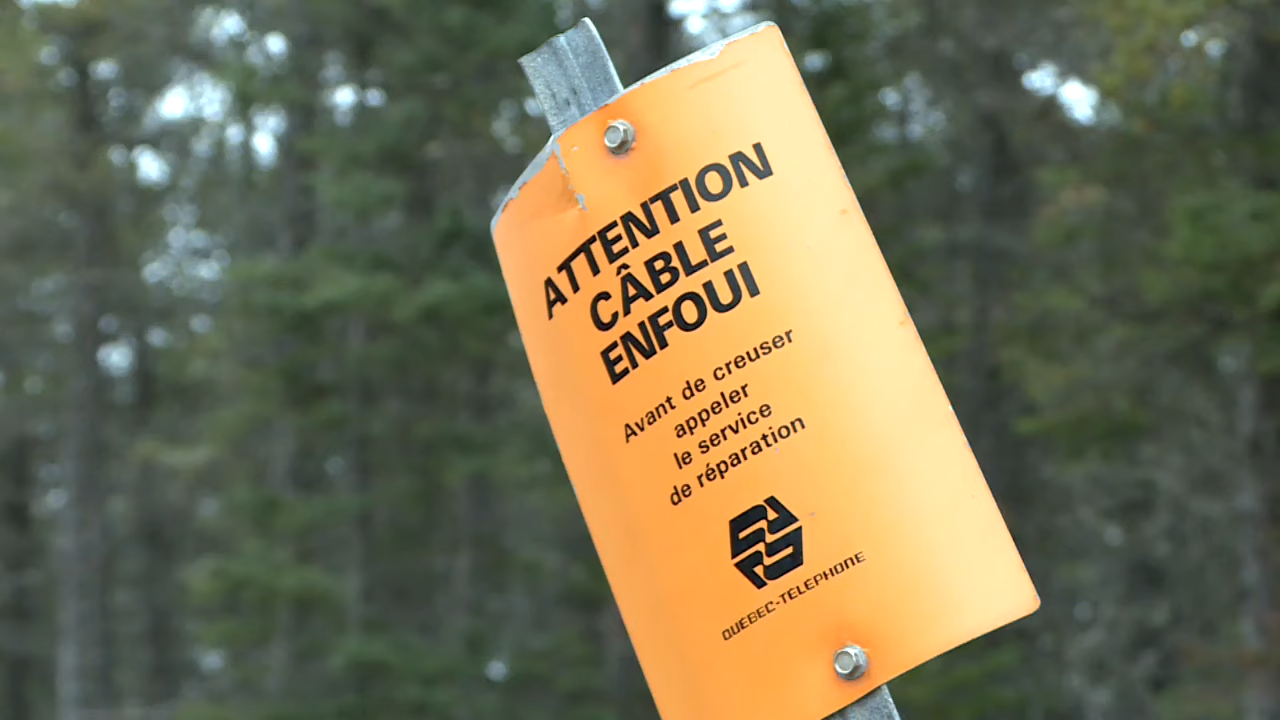 ATTENTION
CÂBLE
ENFOUI
Avant de creuser
appeler
le service
de réparation
QUEBEC-TELEPHONE